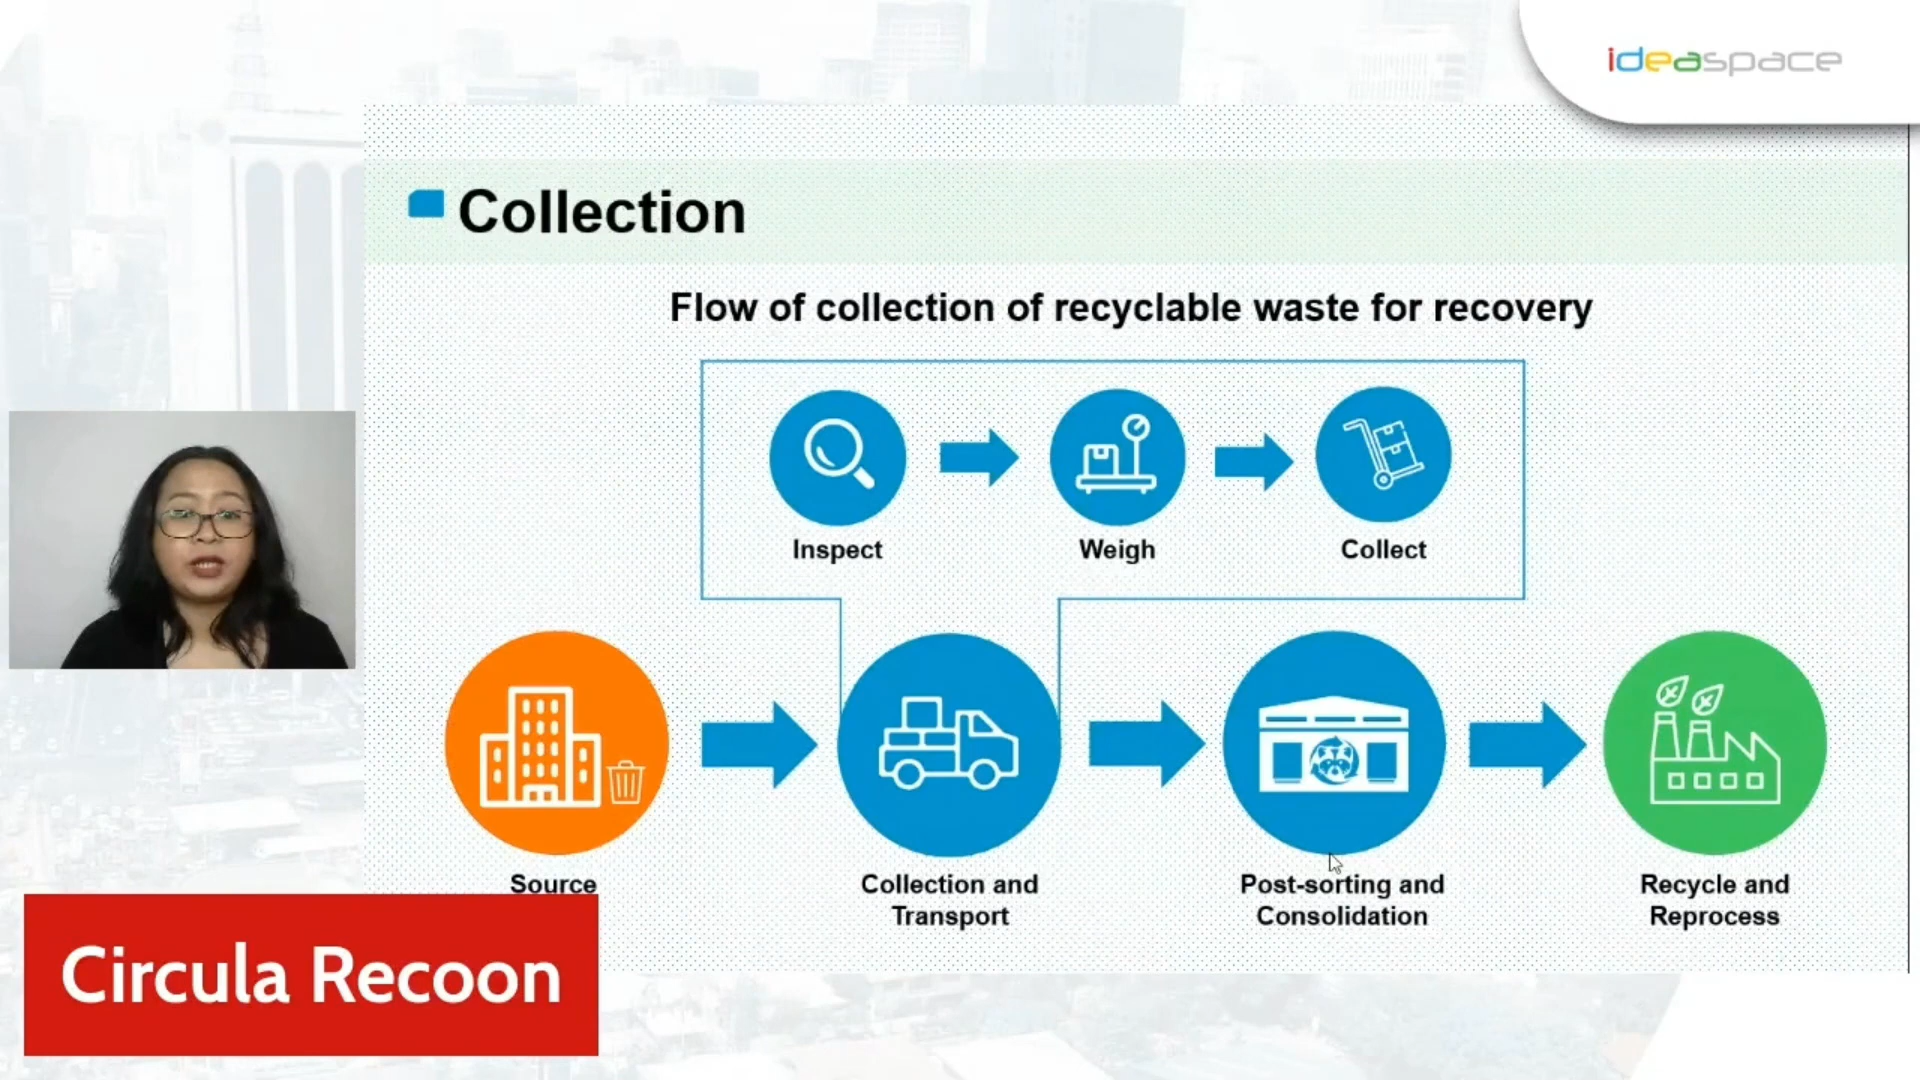 ideaspace
Collection
Flow of collection of recyclable waste for recovery
Inspect
Weigh
Collect
Source
Collection and
Transport
Post-sorting and
Consolidation
Recycle and
Reprocess
Circula Recoon